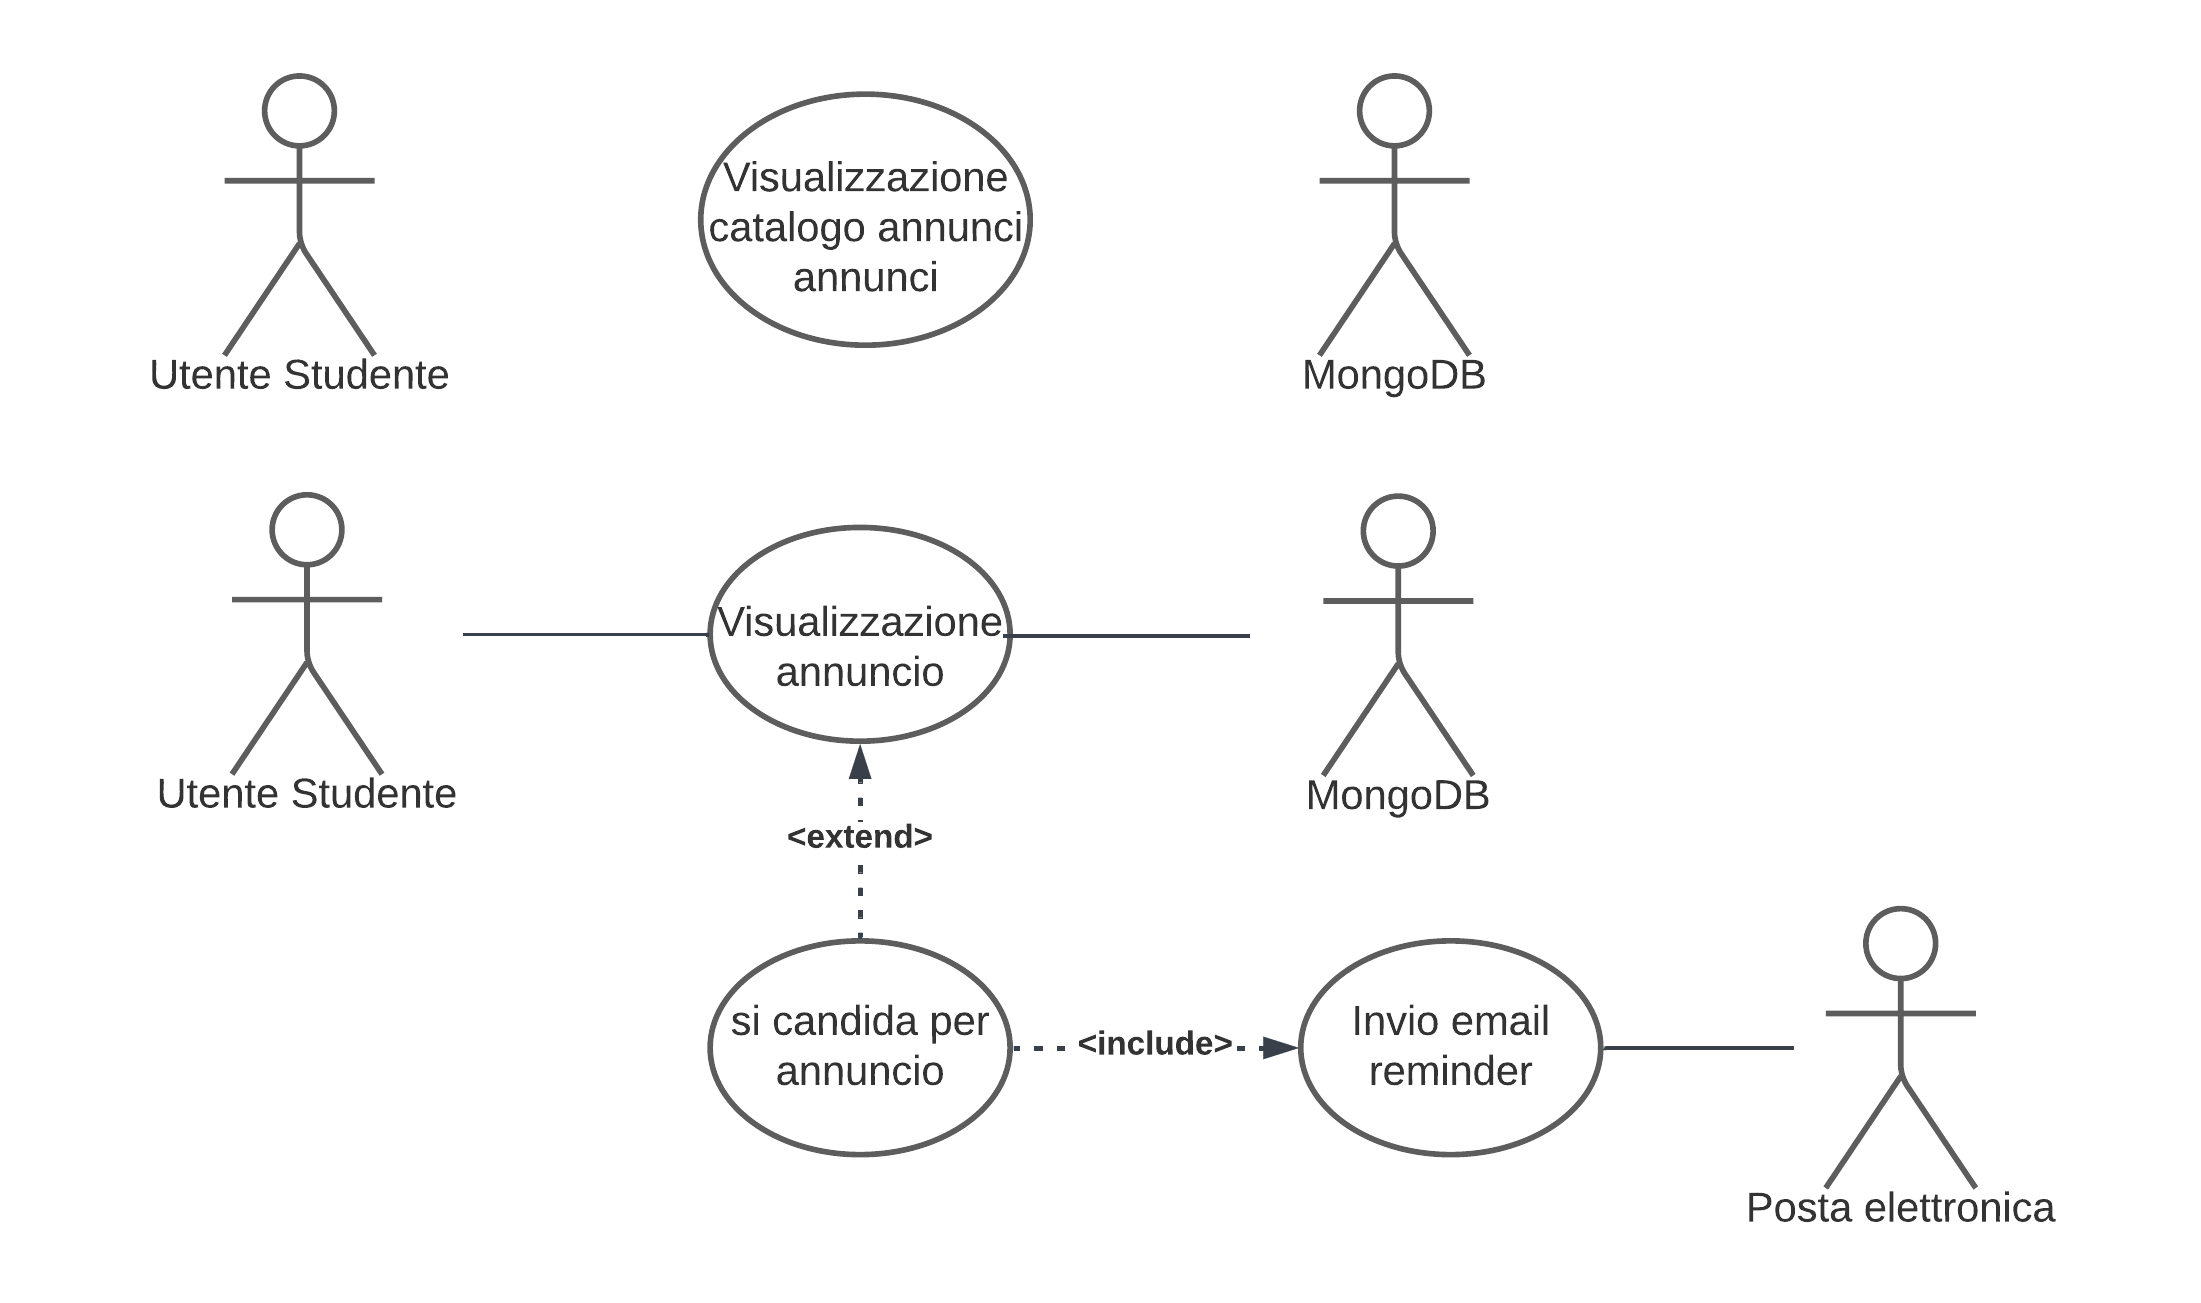 Visualizzazione
catalogo annunci
annunci
Utente Studente
MongoDB
Visualizzazione
annuncio
Utente Studente
MongoDB
<extend>
si candida per
annuncio
<include>
Invio email
reminder
Posta elettronica